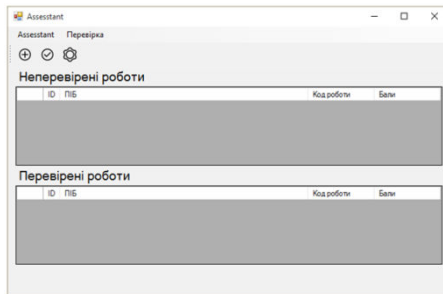 Assesstant
Assesstant Перевірка
Неперевірені роботи
ID ПІБ Код роботи Бали
Перевірені роботи
ID ПІБ Код роботи Бали